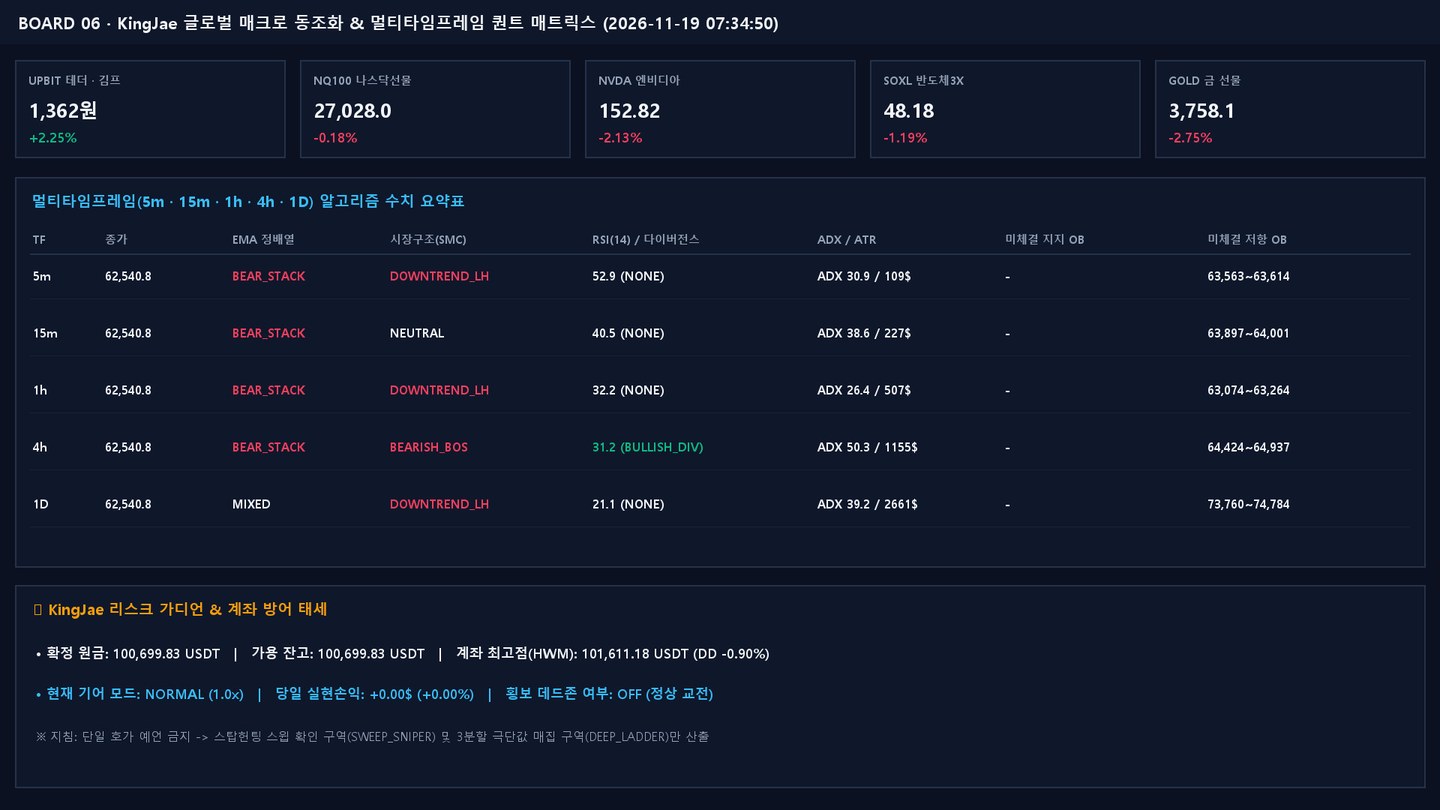 BOARD 06 · KingJae 글로벌 매크로 동조화 & 멀티타임프레임 퀀트 매트릭스 (2026-11-19 07:34:50)
UPBIT 테더 · 김프
1,362원
+2.25%
NQ100 나스닥선물
27,028.0
-0.18%
NVDA 엔비디아
152.82
-2.13%
SOXL 반도체3X
48.18
-1.19%
GOLD 금 선물
3,758.1
-2.75%
멀티타임프레임(5m · 15m · 1h · 4h · 1D) 알고리즘 수치 요약표
TF 종가 EMA 정배열 시장구조(SMC) RSI(14) / 다이버전스 ADX / ATR 미체결 지지 OB 미체결 저항 OB
5m 62,540.8 BEAR_STACK DOWNTREND_LH 52.9 (NONE) ADX 30.9 / 109$ - 63,563~63,614
15m 62,540.8 BEAR_STACK NEUTRAL 40.5 (NONE) ADX 38.6 / 227$ - 63,897~64,001
1h 62,540.8 BEAR_STACK DOWNTREND_LH 32.2 (NONE) ADX 26.4 / 507$ - 63,074~63,264
4h 62,540.8 BEAR_STACK BEARISH_BOS 31.2 (BULLISH_DIV) ADX 50.3 / 1155$ - 64,424~64,937
1D 62,540.8 MIXED DOWNTREND_LH 21.1 (NONE) ADX 39.2 / 2661$ - 73,760~74,784
KingJae 리스크 가디언 & 계좌 방어 태세
• 확정 원금: 100,699.83 USDT | 가용 잔고: 100,699.83 USDT | 계좌 최고점(HWM): 101,611.18 USDT (DD -0.90%)
• 현재 기어 모드: NORMAL (1.0x) | 당일 실현손익: +0.00$ (+0.00%) | 횡보 데드존 여부: OFF (정상 교전)
※ 지침: 단일 호가 예언 금지 -> 스탑헌팅 스윕 확인 구역(SWEEP_SNIPER) 및 3분할 극단값 매집 구역(DEEP_LADDER)만 산출